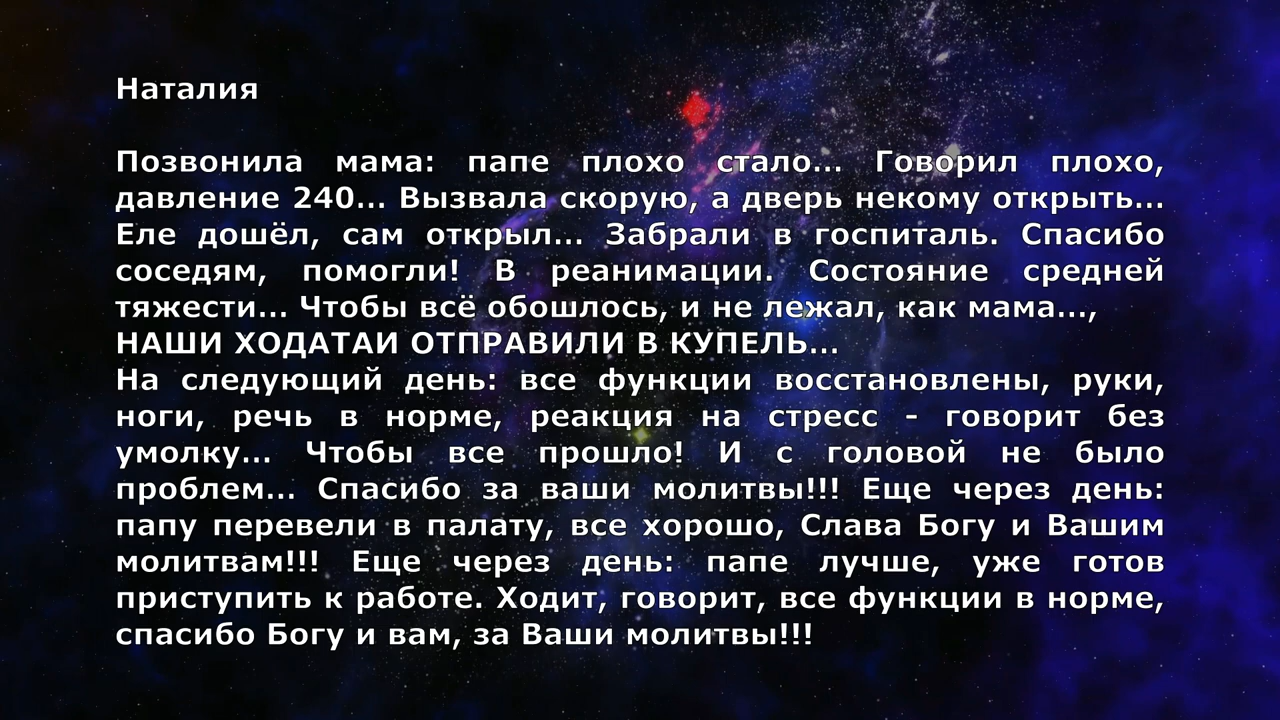 Наталия
Позвонила мама: папе плохо стало... Говорил плохо,
давление 240... Вызвала скорую, а дверь некому открыть...
Еле дошёл, сам открыл... Забрали в госпиталь. Спасибо
соседям, помогли! В реанимации. Состояние средней
тяжести... Чтобы всё обошлось, и не лежал, как мама...,
НАШИ ХОДАТАИ ОТПРАВИЛИ В КУПЕЛЬ...
На следующий день: все функции восстановлены, руки,
ноги, речь в норме, реакция на стресс - говорит без
умолку... Чтобы все прошло! И с головой не было
проблем... Спасибо за ваши молитвы!!! Еще через день:
папу перевели в палату, все хорошо, Слава Богу и Вашим
молитвам!!! Еще через день: папе лучше, уже готов
приступить к работе. Ходит, говорит, все функции в норме,
спасибо Богу и вам, за Ваши молитвы!!!